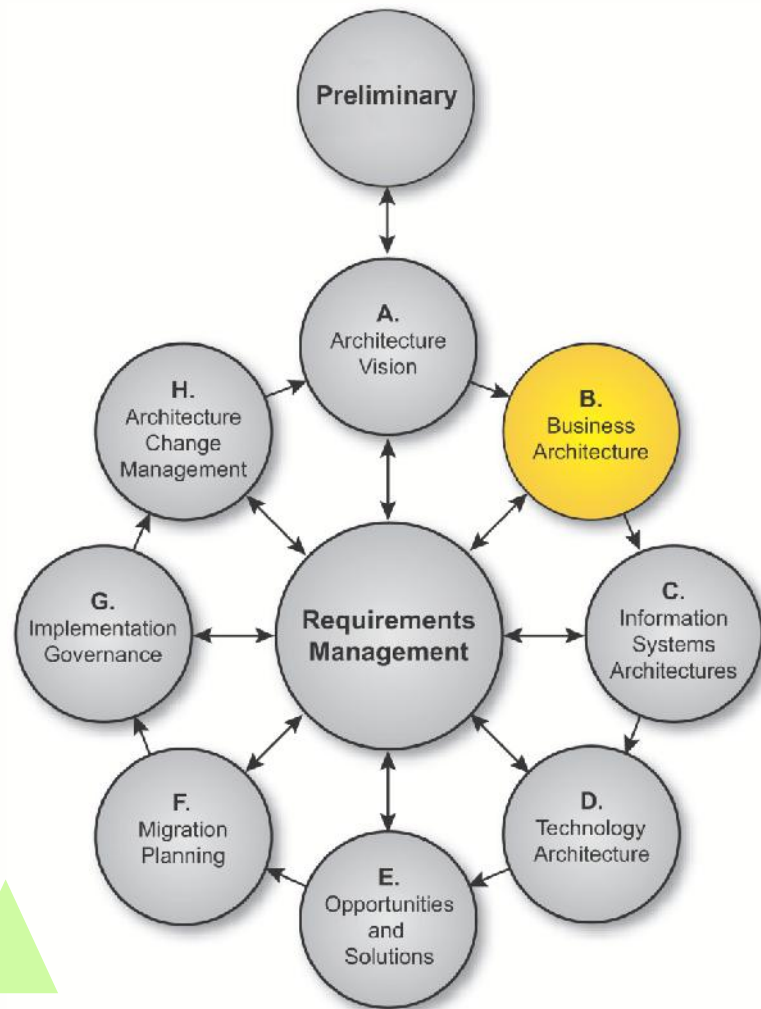 Preliminary
A.
Architecture
Vision
B.
Business
Architecture
C.
Information
Systems
Architectures
D.
Technology
Architecture
E.
Opportunities
and
Solutions
F.
Migration
Planning
G.
Implementation
Governance
H.
Architecture
Change
Management
Requirements
Management